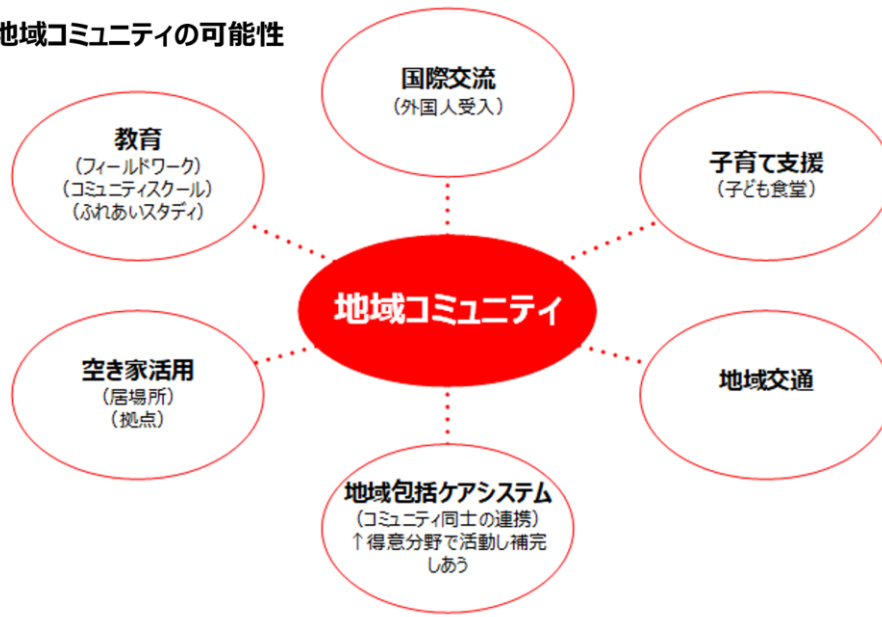 地域コミュニティの可能性
国際交流
（外国人受入）
教育
（フィールドワーク）
（コミュニティスクール）
（ふれあいスタディ）
子育て支援
（子ども食堂）
地域コミュニティ
空き家活用
（居場所）
（拠点）
地域交通
地域包括ケアシステム
（コミュニティ同士の連携）
↑得意分野で活動し補完
しあう